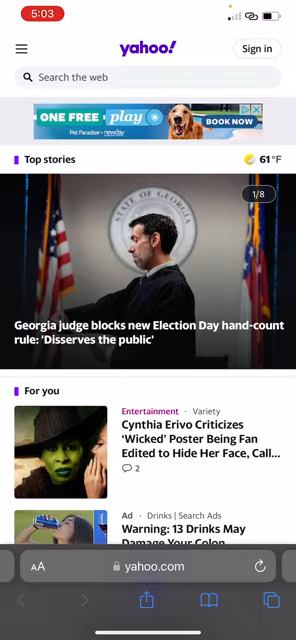 5:03
yahoo!
Sign in
Search the web
ONE FREE play
BOOK NOW
Pet Paradise newday
Top stories
61°F
STATE OF GEORGIA
1/8
Georgia judge blocks new Election Day hand-count
rule: 'Disserves the public'
For you
Entertainment · Variety
Cynthia Erivo Criticizes
‘Wicked’ Poster Being Fan
Edited to Hide Her Face, Call...
2
Ad · Drinks | Search Ads
Warning: 13 Drinks May
Damage Your Colon
AA
yahoo.com